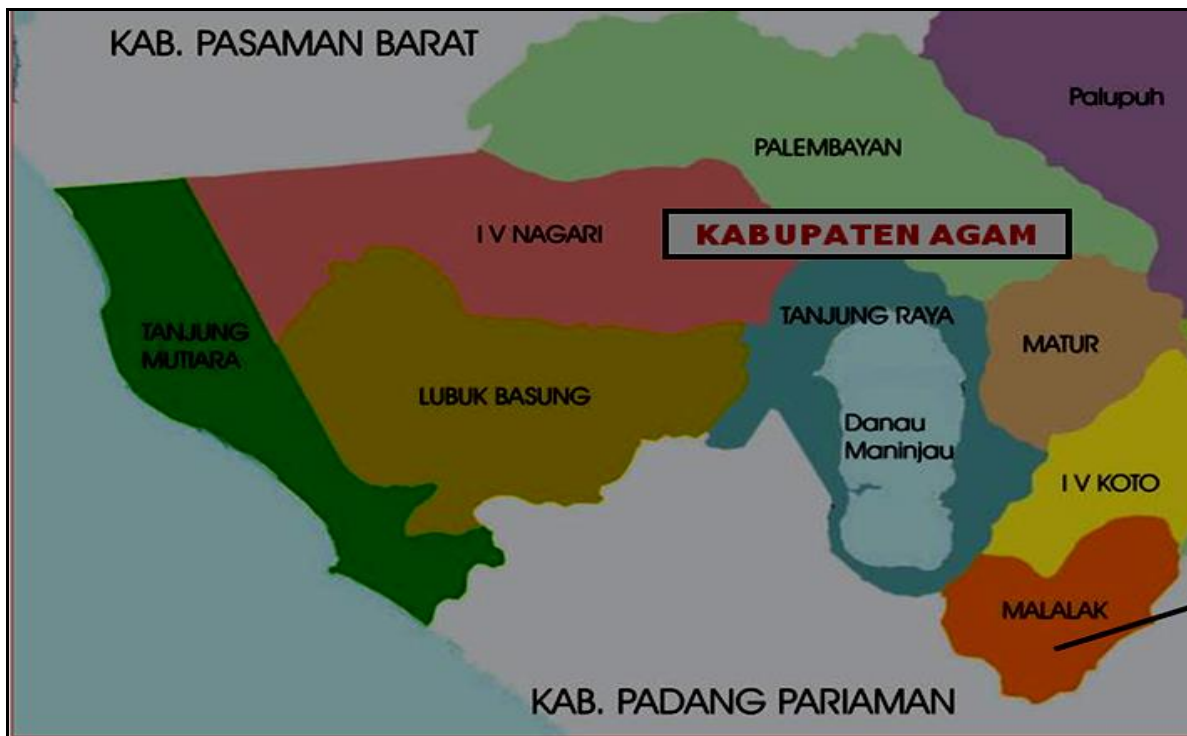 KAB. PASAMAN BARAT
Palupuh
PALEMBAYAN
I V NAGARI
KABUPATEN AGAM
TANJUNG RAYA
TANJUNG
MUTIARA
MATUR
LUBUK BASUNG
Danau
Maninjau
I V KOTO
MALALAK
KAB. PADANG PARIAMAN